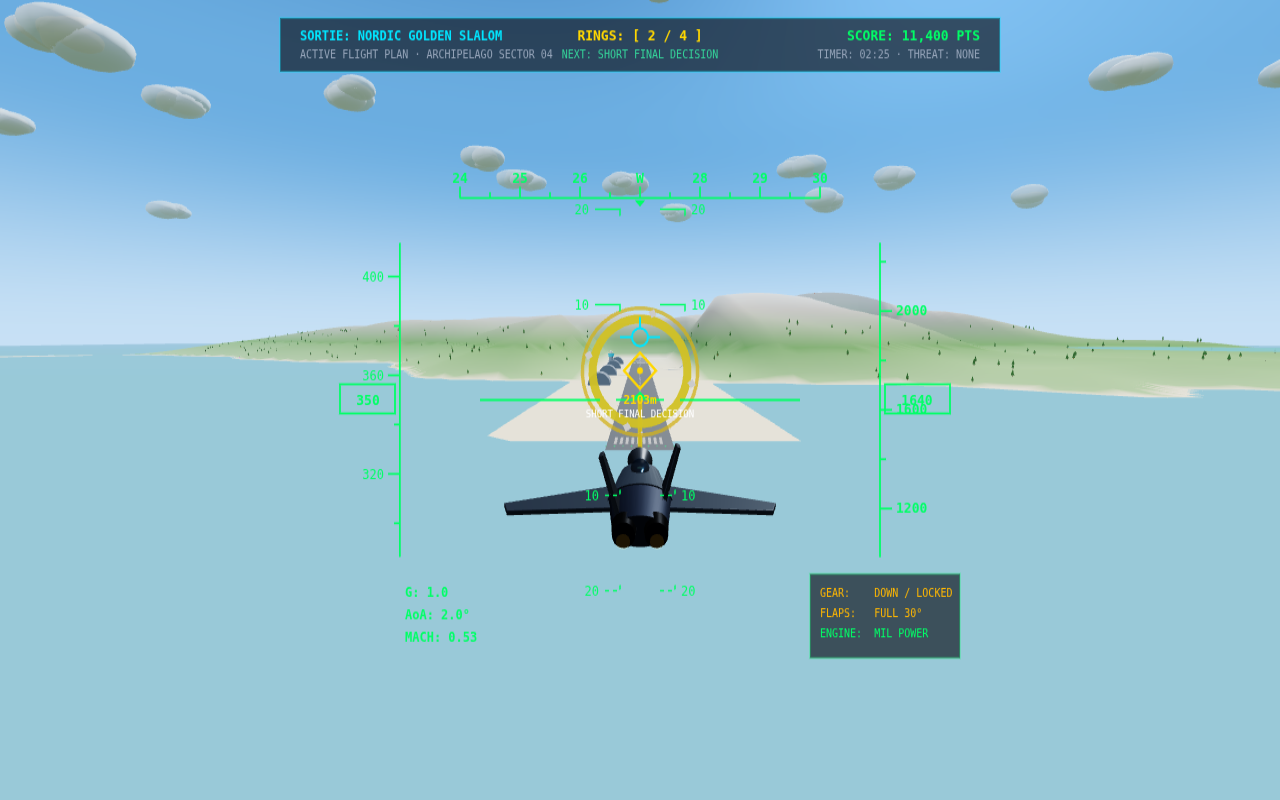 SORTIE: NORDIC GOLDEN SLALOM
RINGS: [ 2 / 4 ]
SCORE: 11,400 PTS
ACTIVE FLIGHT PLAN · ARCHIPELAGO SECTOR 04
NEXT: SHORT FINAL DECISION
TIMER: 02:25 · THREAT: NONE
24 25 26 W 28 29 30
20 20
400
10 10
2000
360
350
2103m
1640
1600
SHORT FINAL DECISION
320
10 10
1200
20 20
G: 1.0
AoA: 2.0°
MACH: 0.53
GEAR: DOWN / LOCKED
FLAPS: FULL 30°
ENGINE: MIL POWER